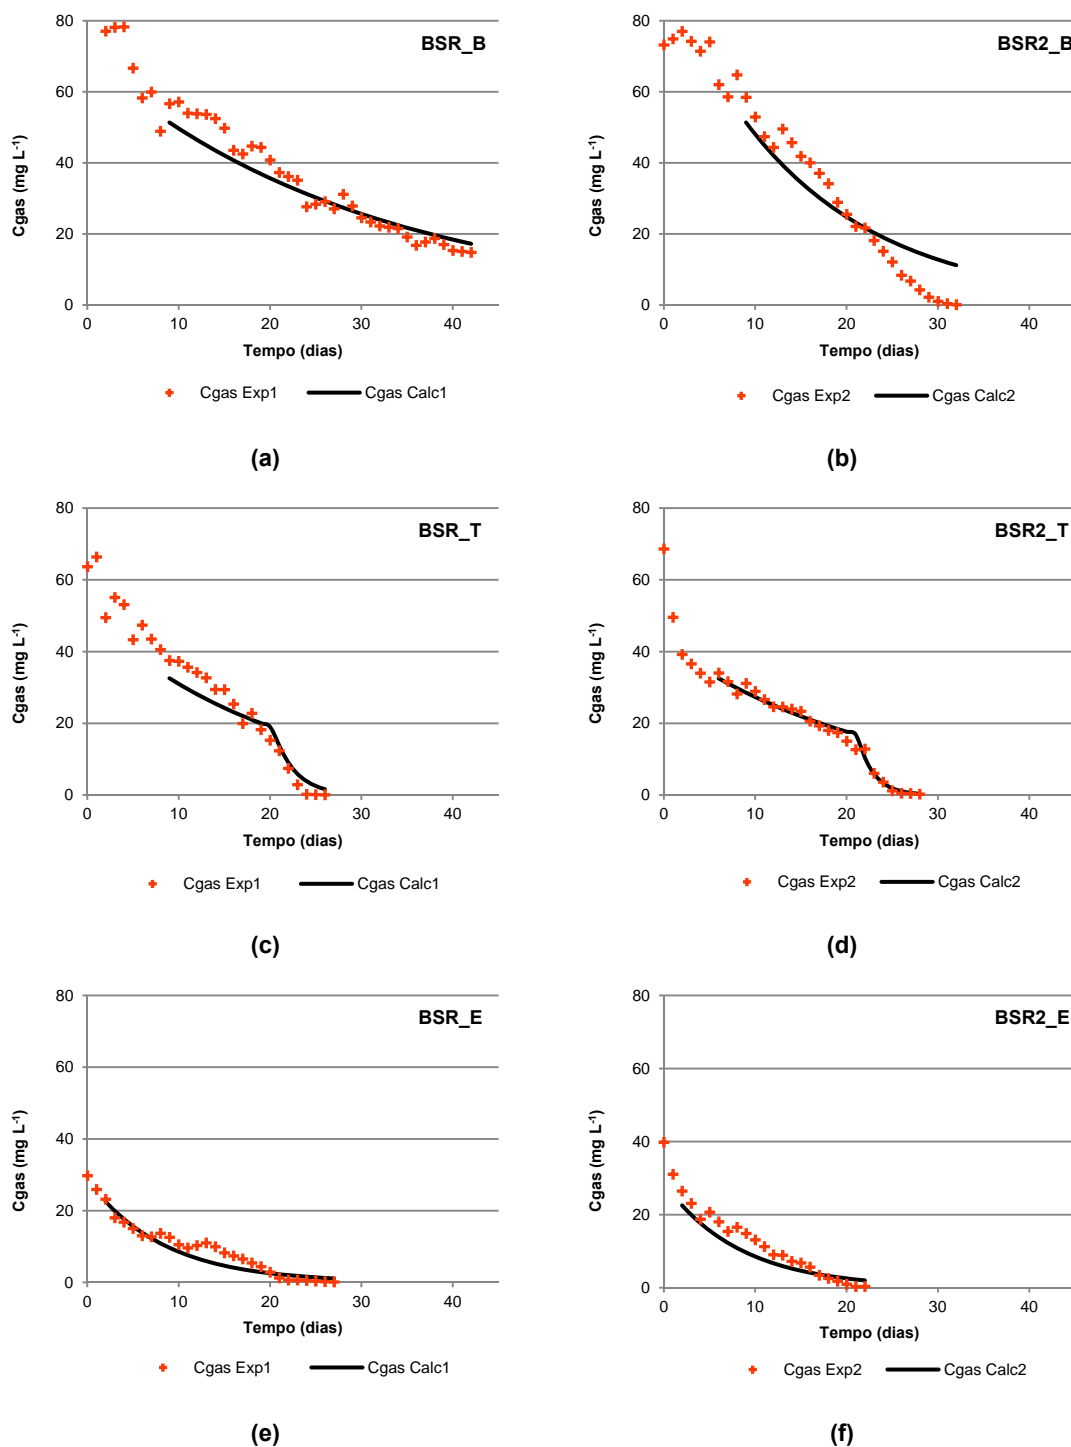 BSR_B
80
60
40
20
0
0 10 20 30 40
Cgas (mg L-1)
Tempo (dias)
Cgas Exp1 Cgas Calc1
(a)
BSR2_B
80
60
40
20
0
0 10 20 30 40
Cgas (mg L-1)
Tempo (dias)
Cgas Exp2 Cgas Calc2
(b)
BSR_T
80
60
40
20
0
0 10 20 30 40
Cgas (mg L-1)
Tempo (dias)
Cgas Exp1 Cgas Calc1
(c)
BSR2_T
80
60
40
20
0
0 10 20 30 40
Cgas (mg L-1)
Tempo (dias)
Cgas Exp2 Cgas Calc2
(d)
BSR_E
80
60
40
20
0
0 10 20 30 40
Cgas (mg L-1)
Tempo (dias)
Cgas Exp1 Cgas Calc1
(e)
BSR2_E
80
60
40
20
0
0 10 20 30 40
Cgas (mg L-1)
Tempo (dias)
Cgas Exp2 Cgas Calc2
(f)